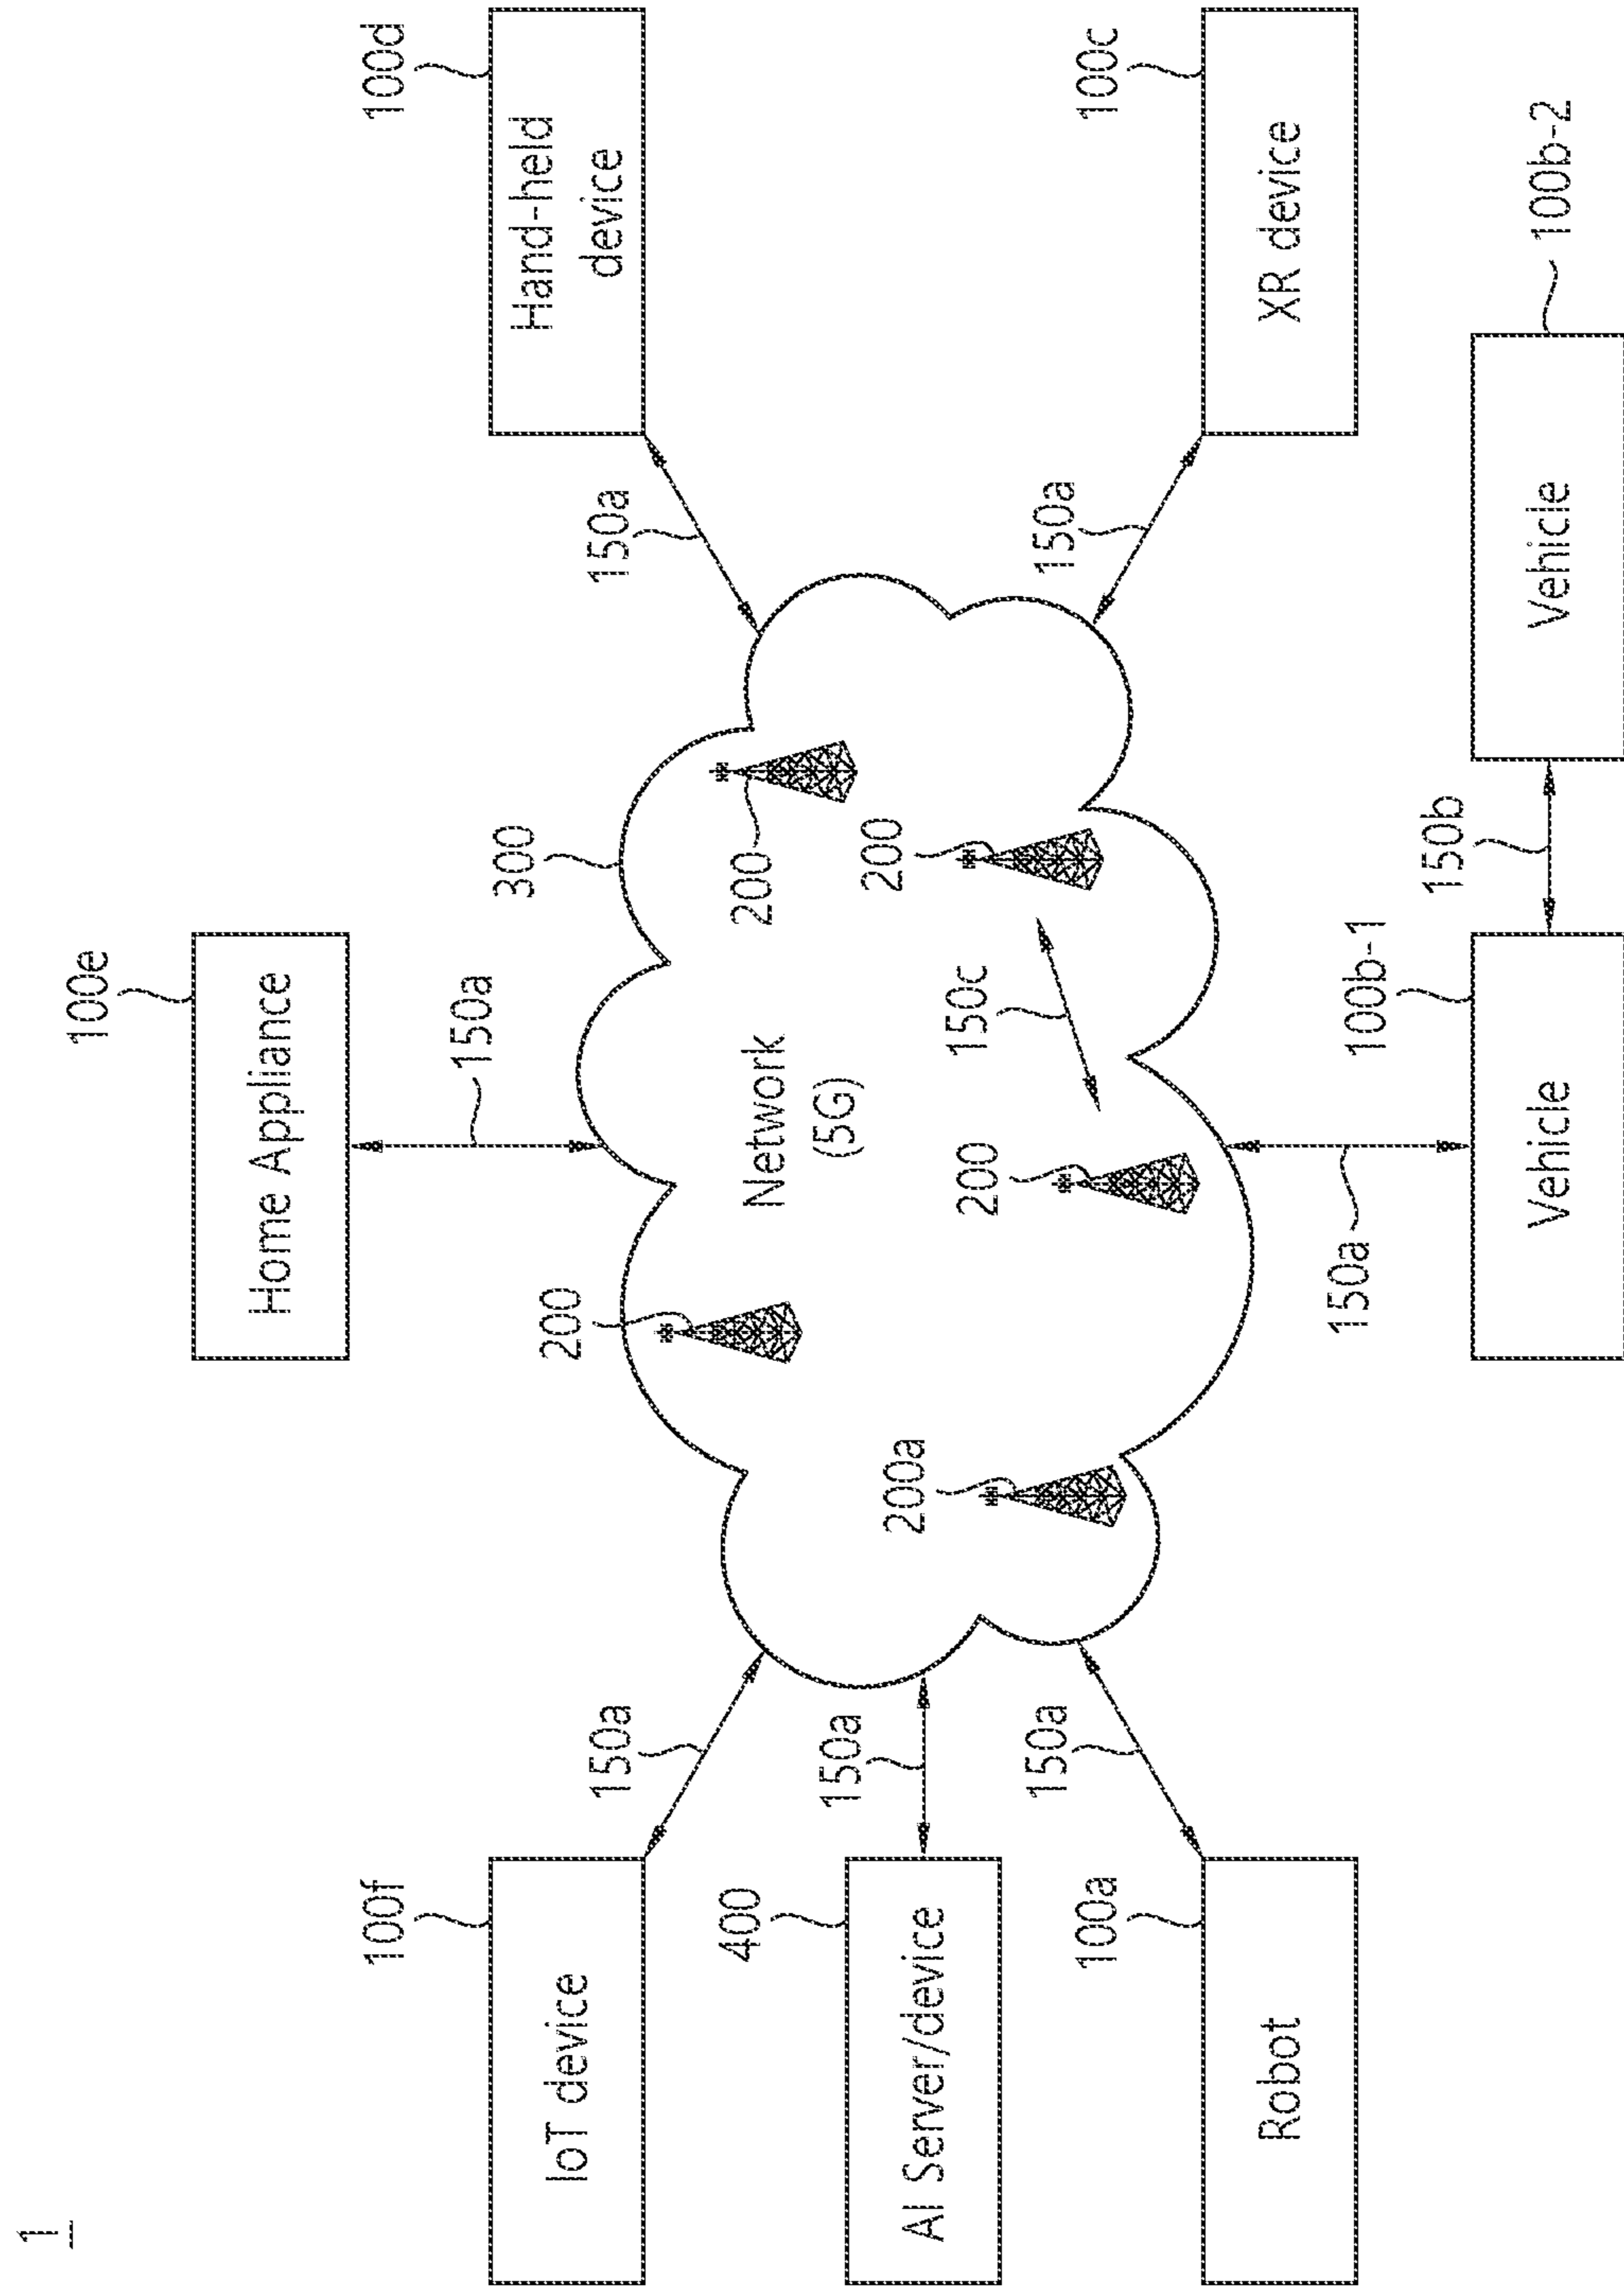 1
100e
Home Appliance
150a
100f
IoT device
150a
300
100d
Hand-held
device
150a
200
200
Network
(5G)
400
AI Server/device
150a
200a
200
150c
200
100a
Robot
150a
150a
100c
XR device
150a
100b-1
Vehicle
150b
100b-2
Vehicle